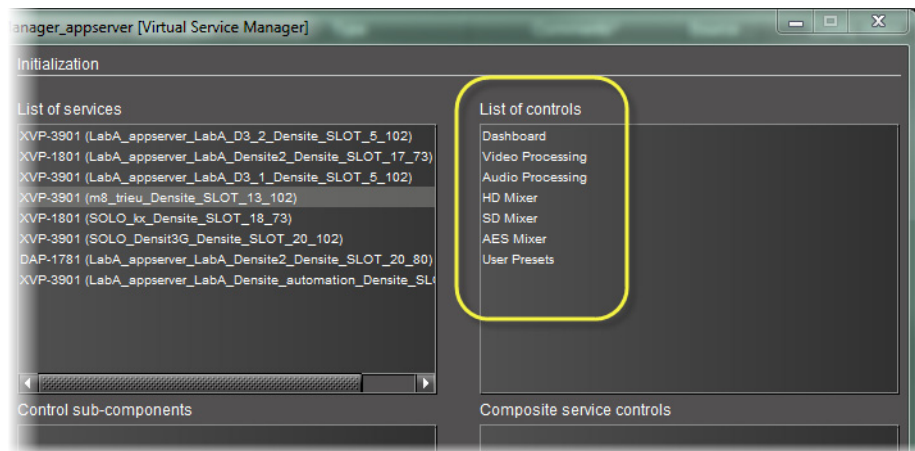 anager_appserver [Virtual Service Manager]
Initialization
List of services
XVP-3901 (LabA_appserver_LabA_D3_2_Densite_SLOT_5_102)
XVP-1801 (LabA_appserver_LabA_Densite2_Densite_SLOT_17_73)
XVP-3901 (LabA_appserver_LabA_D3_1_Densite_SLOT_5_102)
XVP-3901 (m8_trieu_Densite_SLOT_13_102)
XVP-1801 (SOLO_kx_Densite_SLOT_18_73)
XVP-3901 (SOLO_Densit3G_Densite_SLOT_20_102)
DAP-1781 (LabA_appserver_LabA_Densite2_Densite_SLOT_20_80)
XVP-3901 (LabA_appserver_LabA_Densite_automation_Densite_SL
List of controls
Dashboard
Video Processing
Audio Processing
HD Mixer
SD Mixer
AES Mixer
User Presets
Control sub-components
Composite service controls